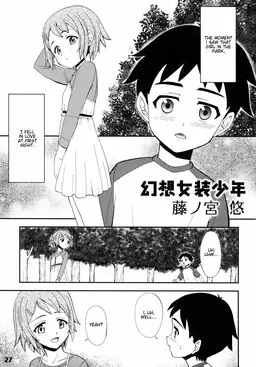 THE MOMENT
I SAW THAT
GIRL IN THE
PARK,
I FELL
IN LOVE
AT FIRST
SIGHT.
幻想女装少年
藤ノ宮 悠
UH,
UHM...
YEAH?
I, UH,
WELL...
27